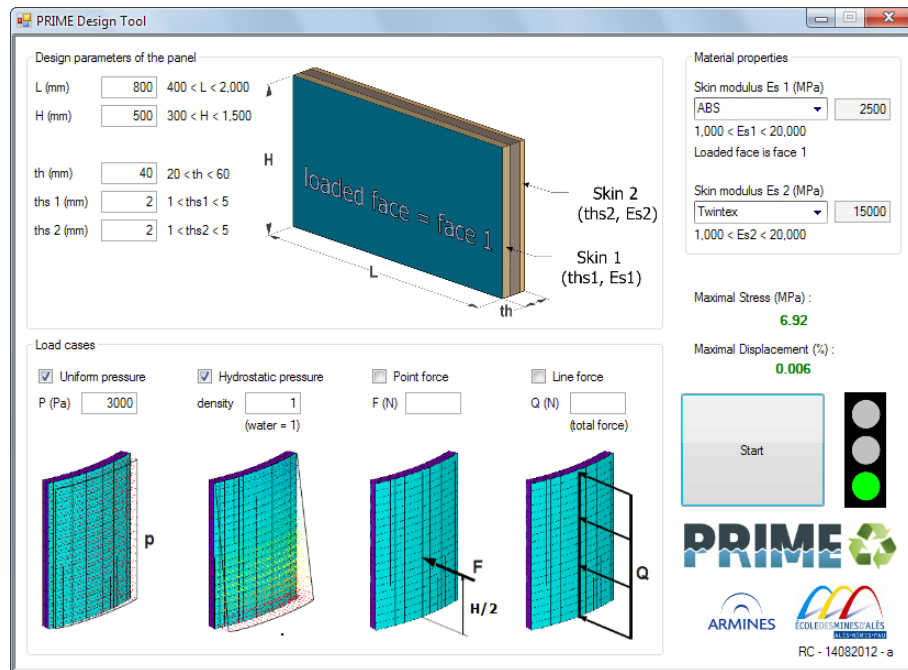 PRIME Design Tool
Design parameters of the panel
L (mm) 800 400 < L < 2,000
H (mm) 500 300 < H < 1,500
th (mm) 40 20 < th < 60
ths 1 (mm) 2 1 < ths1 < 5
ths 2 (mm) 2 1 < ths2 < 5
H
loaded face = face 1
L
th
Skin 2
(ths2, Es2)
Skin 1
(ths1, Es1)
Material properties
Skin modulus Es 1 (MPa)
ABS 2500
1,000 < Es1 < 20,000
Loaded face is face 1
Skin modulus Es 2 (MPa)
Twintex 15000
1,000 < Es2 < 20,000
Maximal Stress (MPa) :
6.92
Maximal Displacement (%) :
0.006
Load cases
Uniform pressure
P (Pa) 3000
Hydrostatic pressure
density 1
(water = 1)
Point force
F (N)
Line force
Q (N)
(total force)
p
F
H/2
Q
Start
PRIME
ARMINES
ÉCOLE DES MINES D'ALÈS
ALÈS·NÎMES·PAU
RC - 14082012 - a